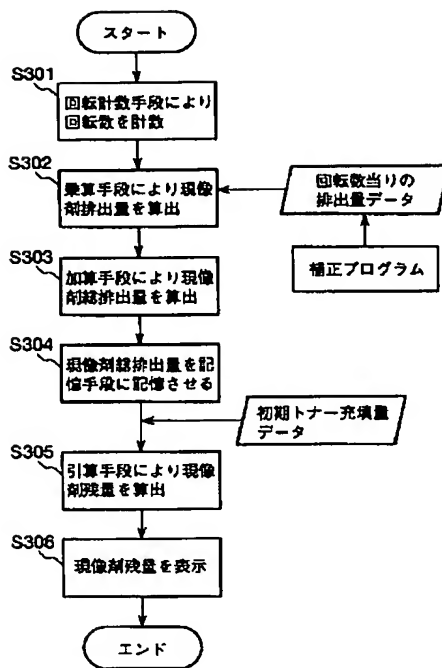 スタート
S301
回転計数手段により
回転数を計数
S302
乗算手段により現像
剤排出量を算出
回転数当りの
排出量データ
補正プログラム
S303
加算手段により現像
剤総排出量を算出
S304
現像剤総排出量を記
憶手段に記憶させる
初期トナー充填量
データ
S305
引算手段により現像
剤残量を算出
S306
現像剤残量を表示
エンド